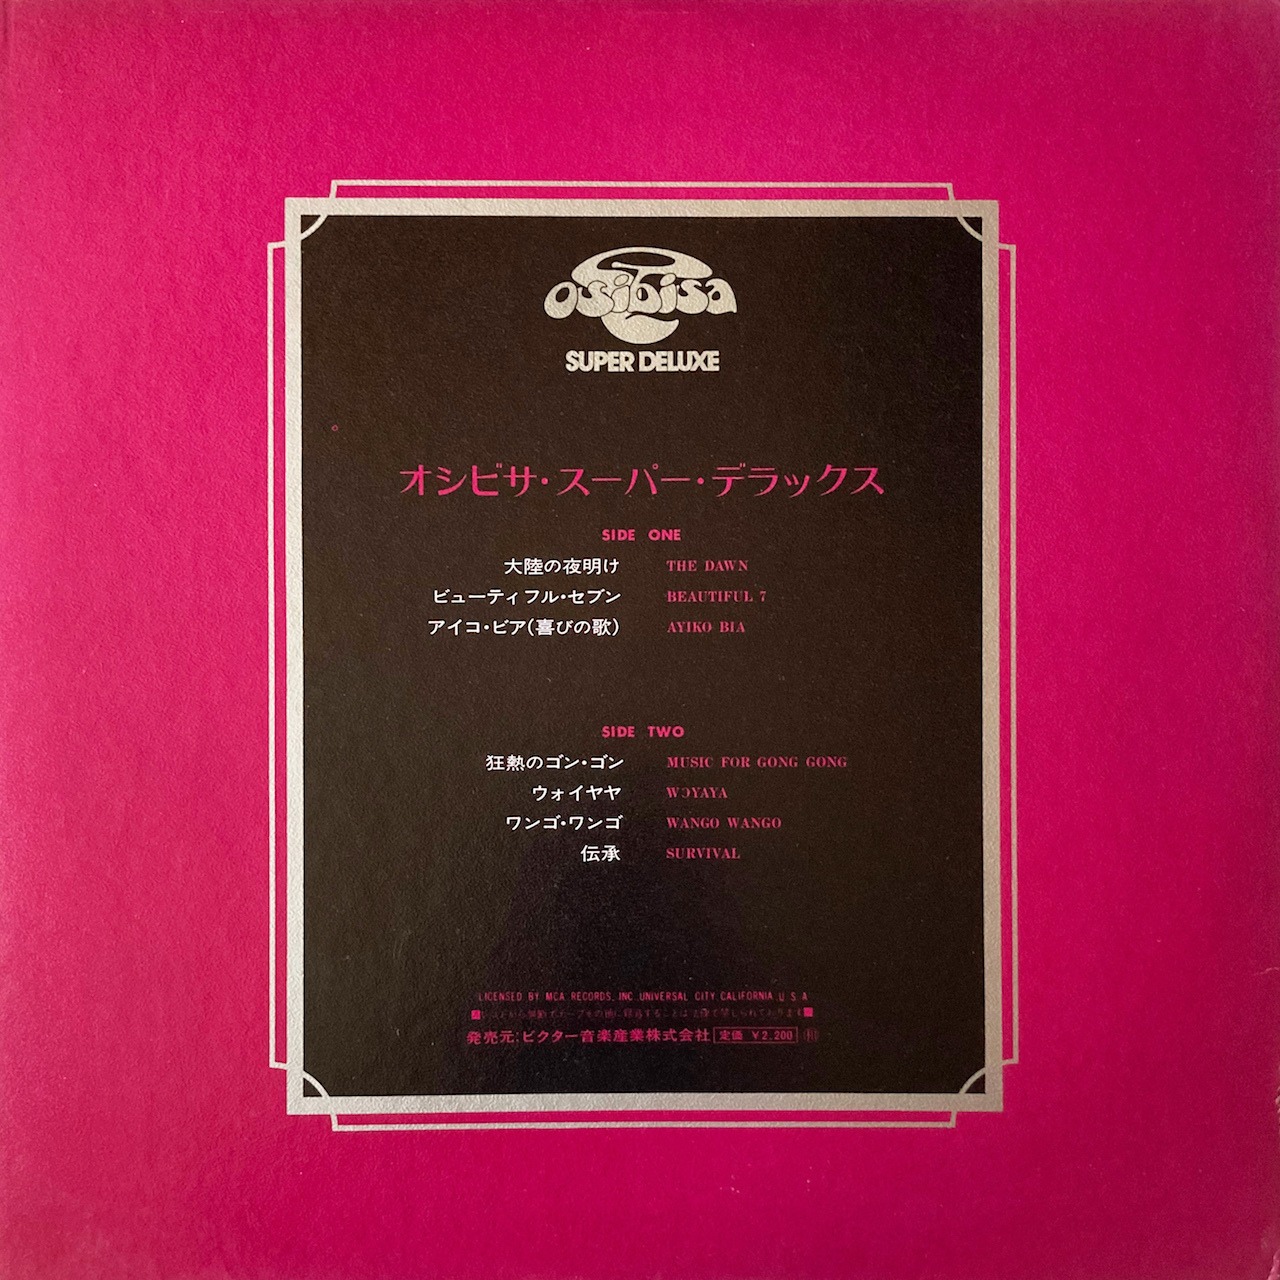 osibisa
SUPER DELUXE
オシビサ・スーパー・デラックス
SIDE ONE
大陸の夜明け THE DAWN
ビューティフル・セブン BEAUTIFUL 7
アイコ・ビア(喜びの歌) AYIKO BIA
SIDE TWO
狂熱のゴン・ゴン MUSIC FOR GONG GONG
ウォイヤヤ WƆYAYA
ワンゴ・ワンゴ WANGO WANGO
伝承 SURVIVAL
LICENSED BY MCA RECORDS, INC. UNIVERSAL CITY CALIFORNIA U.S.A
発売元:ビクター音楽産業株式会社 定価 ¥2,200